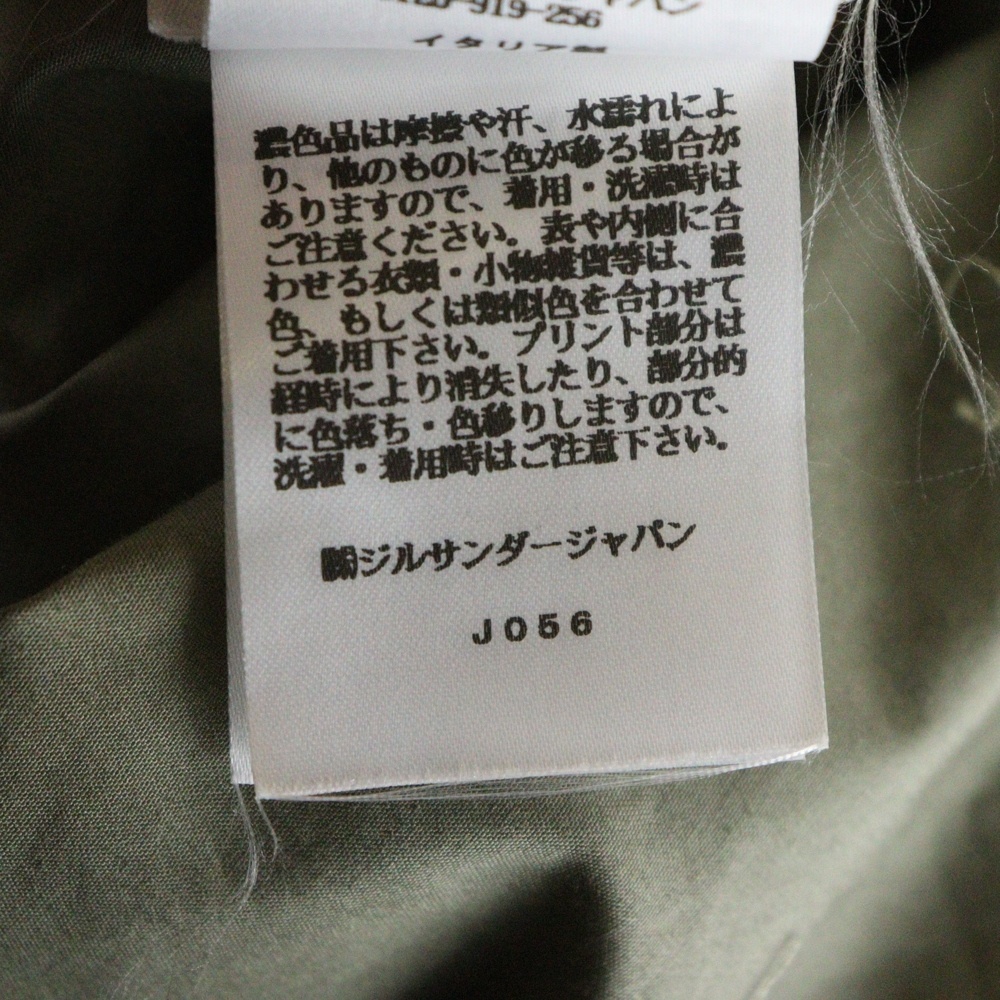 ャパン
-919-256
イタリア製
濃色品は摩擦や汗、水濡れによ
り、他のものに色が移る場合が
ありますので、着用・洗濯時は
ご注意ください。表や内側に合
わせる衣類・小物雑貨等は、濃
色、もしくは類似色を合わせて
ご着用下さい。プリント部分は
経時により消失したり、部分的
に色落ち・色移りしますので、
洗濯・着用時はご注意下さい。
㈱ジルサンダージャパン
J056